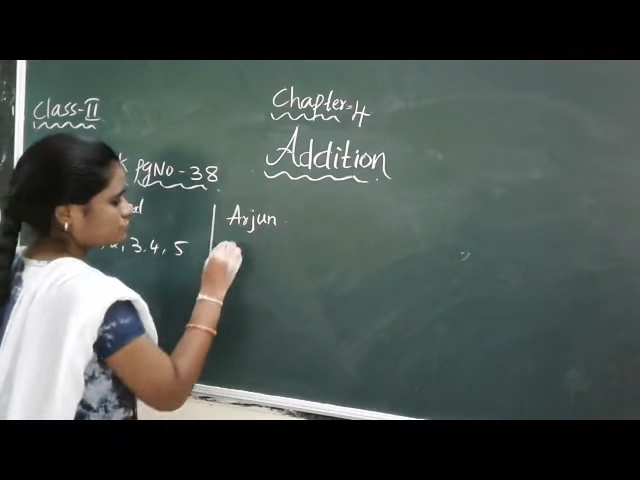 Class-II
Chapter-4
Addition
PgNo-38
Arjun
3, 4, 5